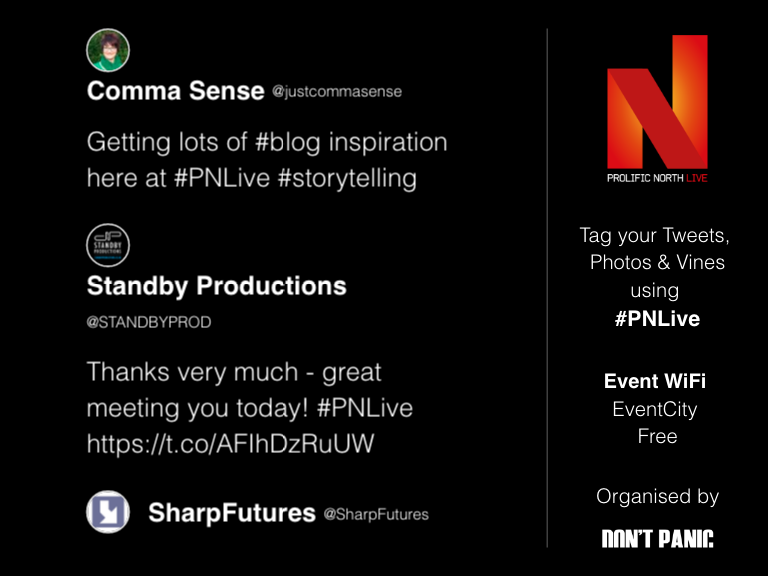 Comma Sense @justcommasense
Getting lots of #blog inspiration
here at #PNLive #storytelling
STANDBY
PRODUCTIONS
Standby Productions
@STANDBYPROD
Thanks very much - great
meeting you today! #PNLive
https://t.co/AFIhDzRuUW
SharpFutures @SharpFutures
PROLIFIC NORTH LIVE
Tag your Tweets,
Photos & Vines
using
#PNLive
Event WiFi
EventCity
Free
Organised by
DON'T PANIC